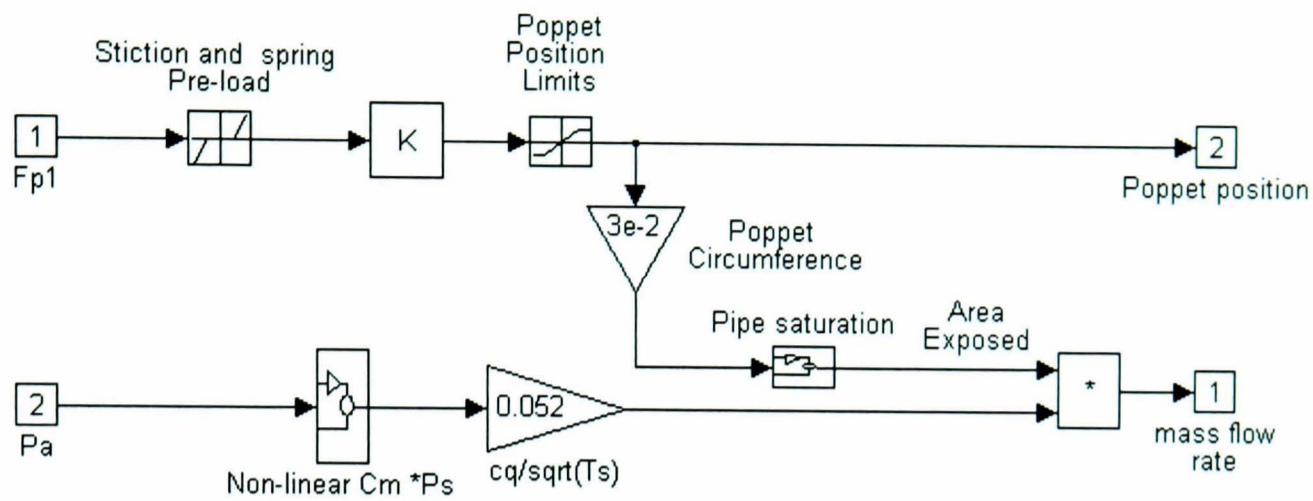 Stiction and spring
Pre-load
Poppet
Position
Limits
1
Fp1
K
2
Poppet position
3e-2
Poppet
Circumference
Pipe saturation
Area
Exposed
2
Pa
Non-linear Cm *Ps
0.052
cq/sqrt(Ts)
*
1
mass flow
rate